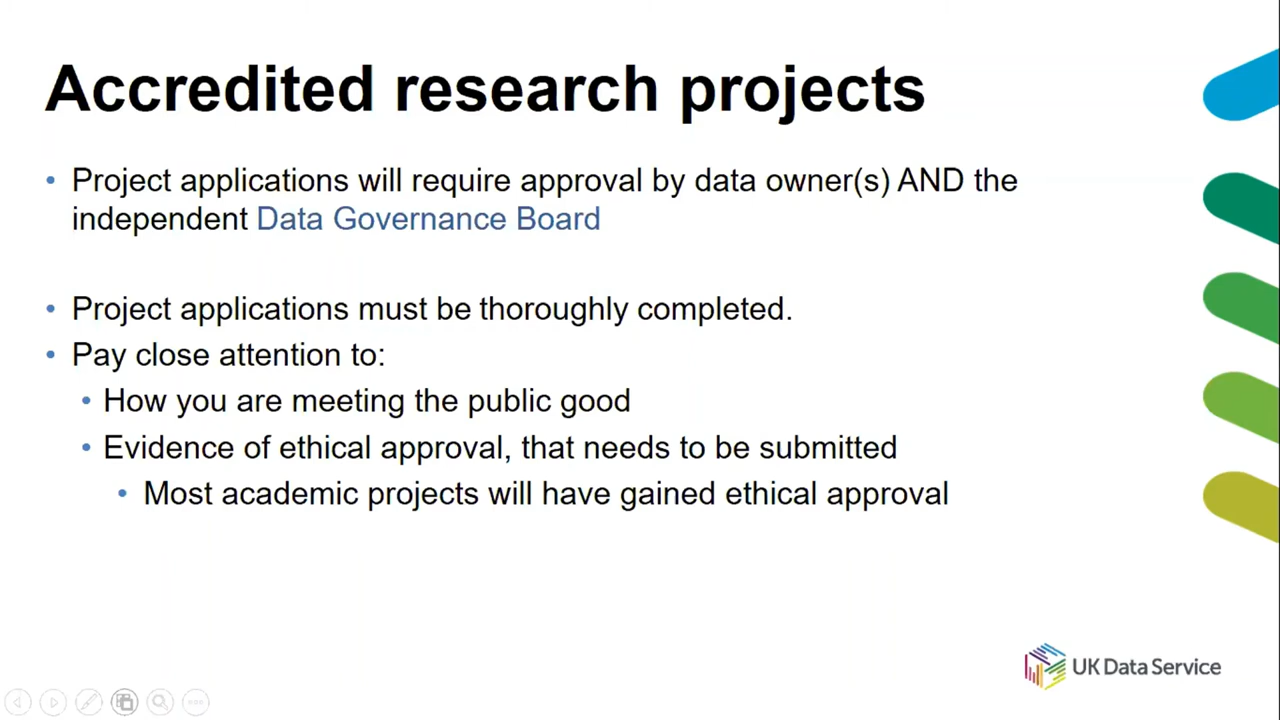 Accredited research projects
• Project applications will require approval by data owner(s) AND the
independent Data Governance Board
• Project applications must be thoroughly completed.
• Pay close attention to:
• How you are meeting the public good
• Evidence of ethical approval, that needs to be submitted
• Most academic projects will have gained ethical approval
UK Data Service